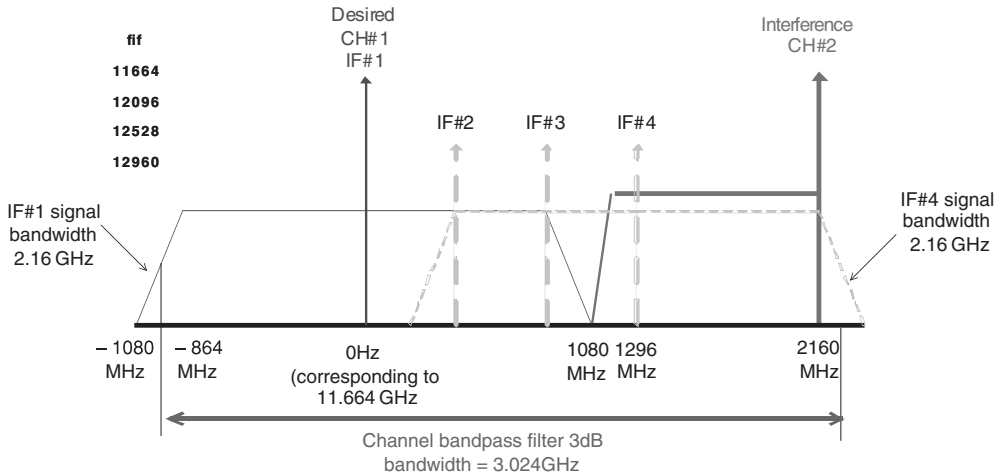 Desired
CH#1
IF#1
Interference
CH#2
fif
11664
12096
12528
12960
IF#2
IF#3
IF#4
IF#1 signal
bandwidth
2.16 GHz
IF#4 signal
bandwidth
2.16 GHz
– 1080
MHz
– 864
MHz
0Hz
(corresponding to
11.664 GHz
1080
MHz
1296
MHz
2160
MHz
Channel bandpass filter 3dB
bandwidth = 3.024GHz